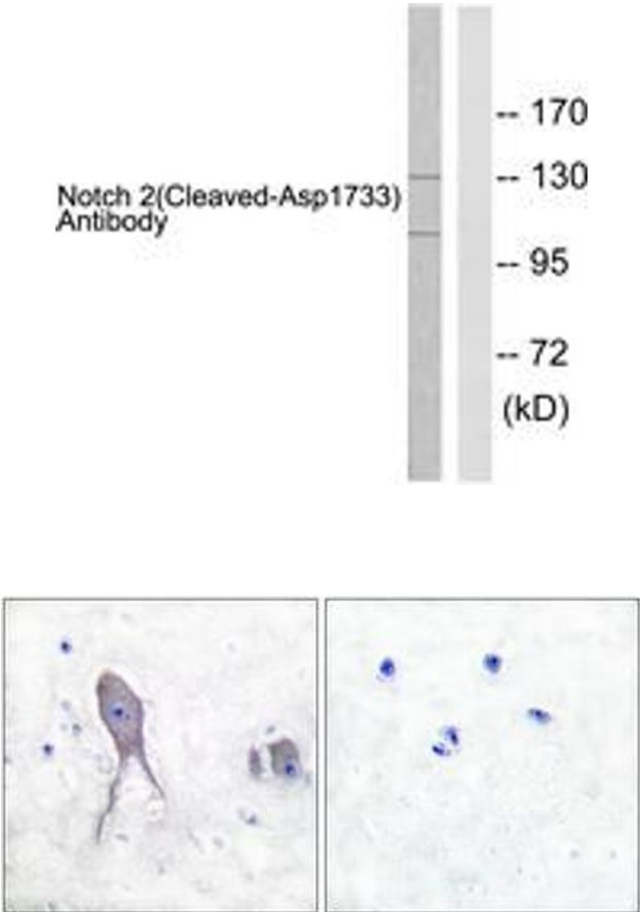 -- 170
-- 130
Notch 2(Cleaved-Asp1733)
Antibody
-- 95
-- 72
(kD)